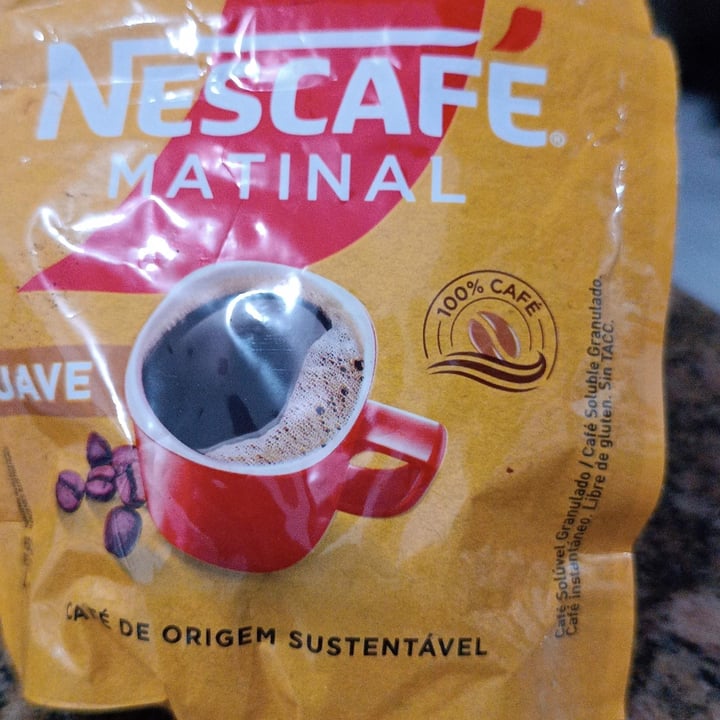 NESCAFÉ®
MATINAL
100% CAFÉ
UAVE
CAFÉ DE ORIGEM SUSTENTÁVEL
Café Solúvel Granulado / Café Soluble Granulado.
Café instantáneo. Libre de gluten. Sin TACC.